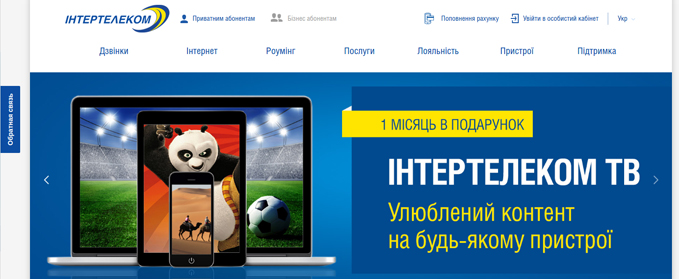 ІНТЕРТЕЛЕКОМ
Приватним абонентам
Бізнес абонентам
Поповнення рахунку
Увійти в особистий кабінет
Укр
Дзвінки
Інтернет
Роумінг
Послуги
Лояльність
Пристрої
Підтримка
Обратная связь
1 МІСЯЦЬ В ПОДАРУНОК
ІНТЕРТЕЛЕКОМ ТВ
Улюблений контент
на будь-якому пристрої